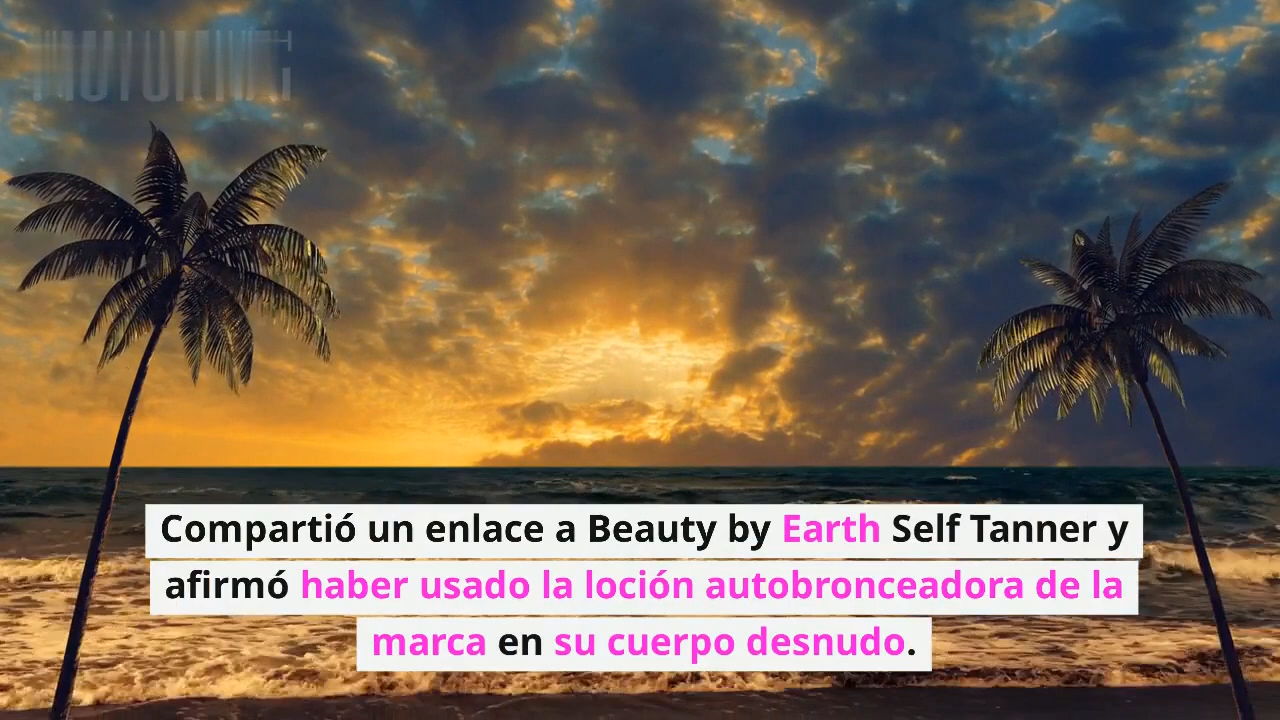 Compartió un enlace a Beauty by Earth Self Tanner y
afirmó haber usado la loción autobronceadora de la
marca en su cuerpo desnudo.